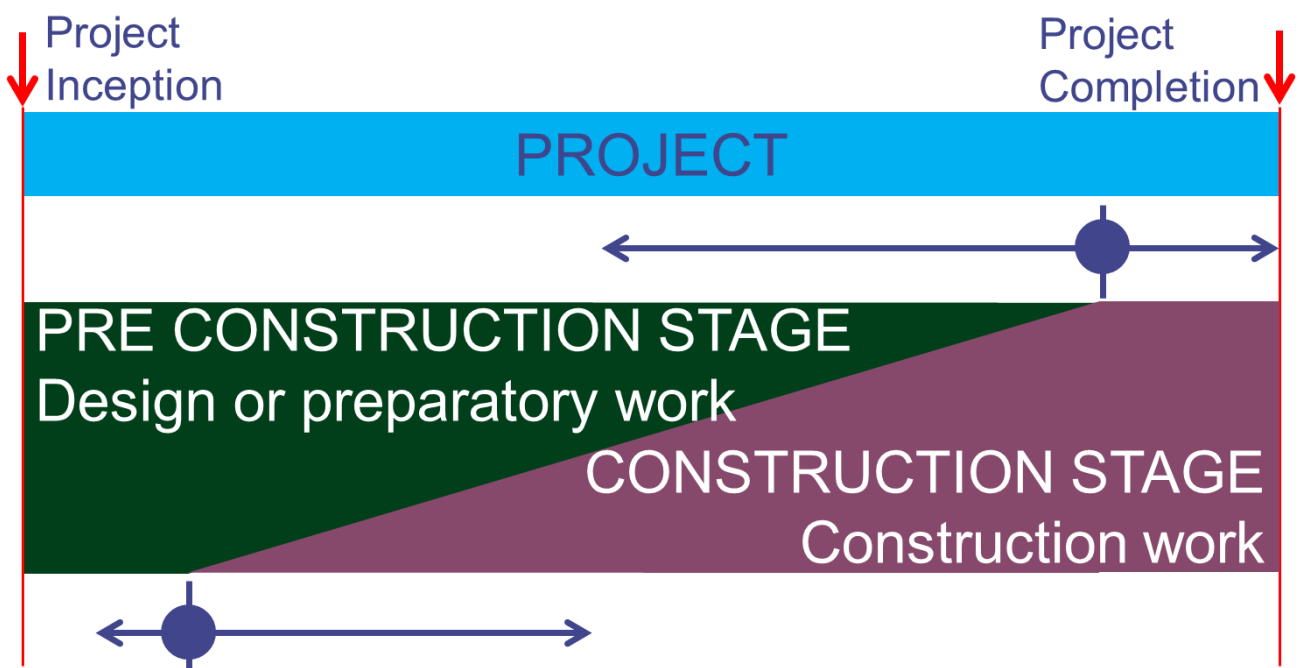 Project
Inception
Project
Completion
PROJECT
PRE CONSTRUCTION STAGE
Design or preparatory work
CONSTRUCTION STAGE
Construction work